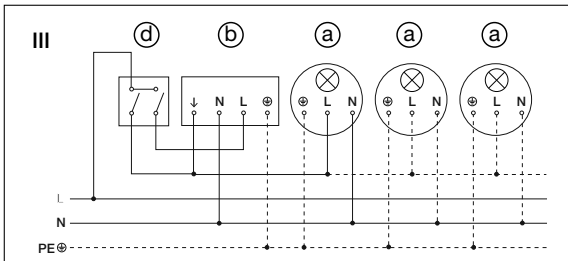 III
d b a a a
↓ N L ⏚ ⏚ L N ⏚ L N ⏚ L N
L
N
PE ⏚